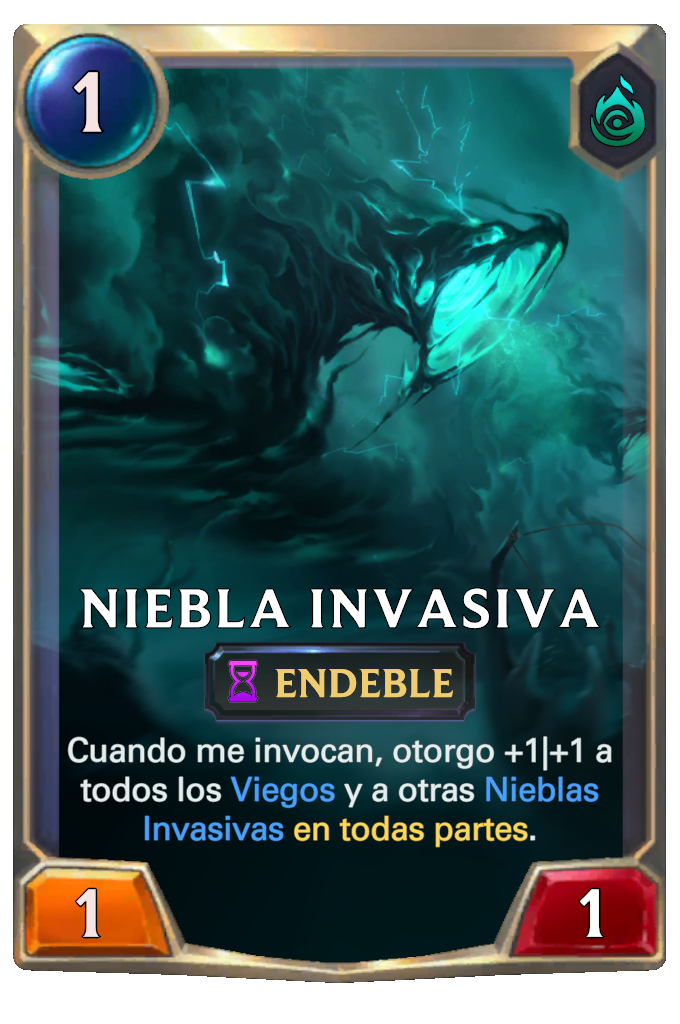 1
NIEBLA INVASIVA
ENDEBLE
Cuando me invocan, otorgo +1|+1 a
todos los Viegos y a otras Nieblas
Invasivas en todas partes.
1
1